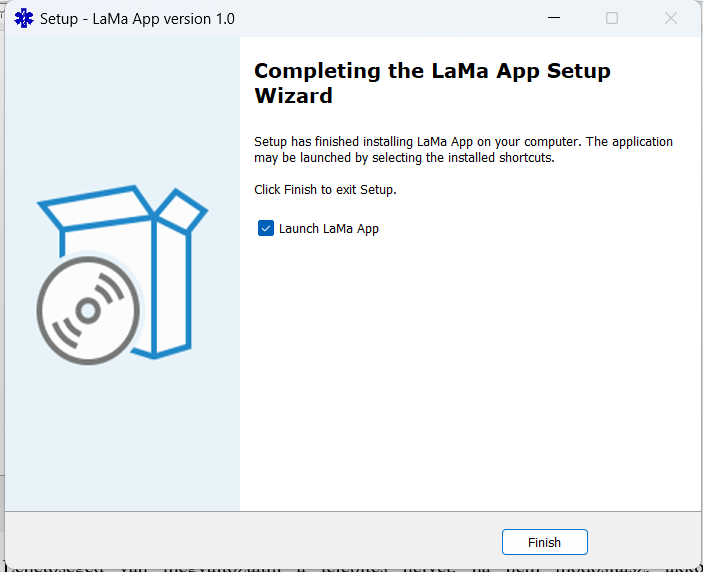 Setup - LaMa App version 1.0
Completing the LaMa App Setup
Wizard
Setup has finished installing LaMa App on your computer. The application
may be launched by selecting the installed shortcuts.
Click Finish to exit Setup.
Launch LaMa App
Finish
van